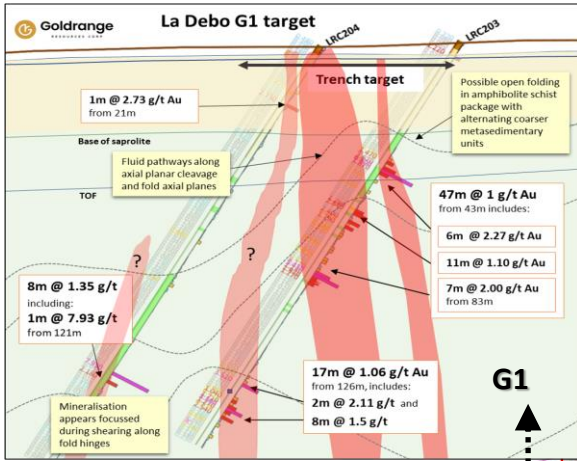 Goldrange
RESOURCES CORP
La Debo G1 target
LRC204
LRC203
Trench target
1m @ 2.73 g/t Au
from 21m
Possible open folding
in amphibolite schist
package with
alternating coarser
metasedimentary
units
Base of saprolite
Fluid pathways along
axial planar cleavage
and fold axial planes
TOF
47m @ 1 g/t Au
from 43m includes:
6m @ 2.27 g/t Au
11m @ 1.10 g/t Au
7m @ 2.00 g/t Au
from 83m
?
?
8m @ 1.35 g/t
including:
1m @ 7.93 g/t
from 121m
17m @ 1.06 g/t Au
from 126m, includes:
2m @ 2.11 g/t and
8m @ 1.5 g/t
G1
Mineralisation
appears focussed
during shearing along
fold hinges